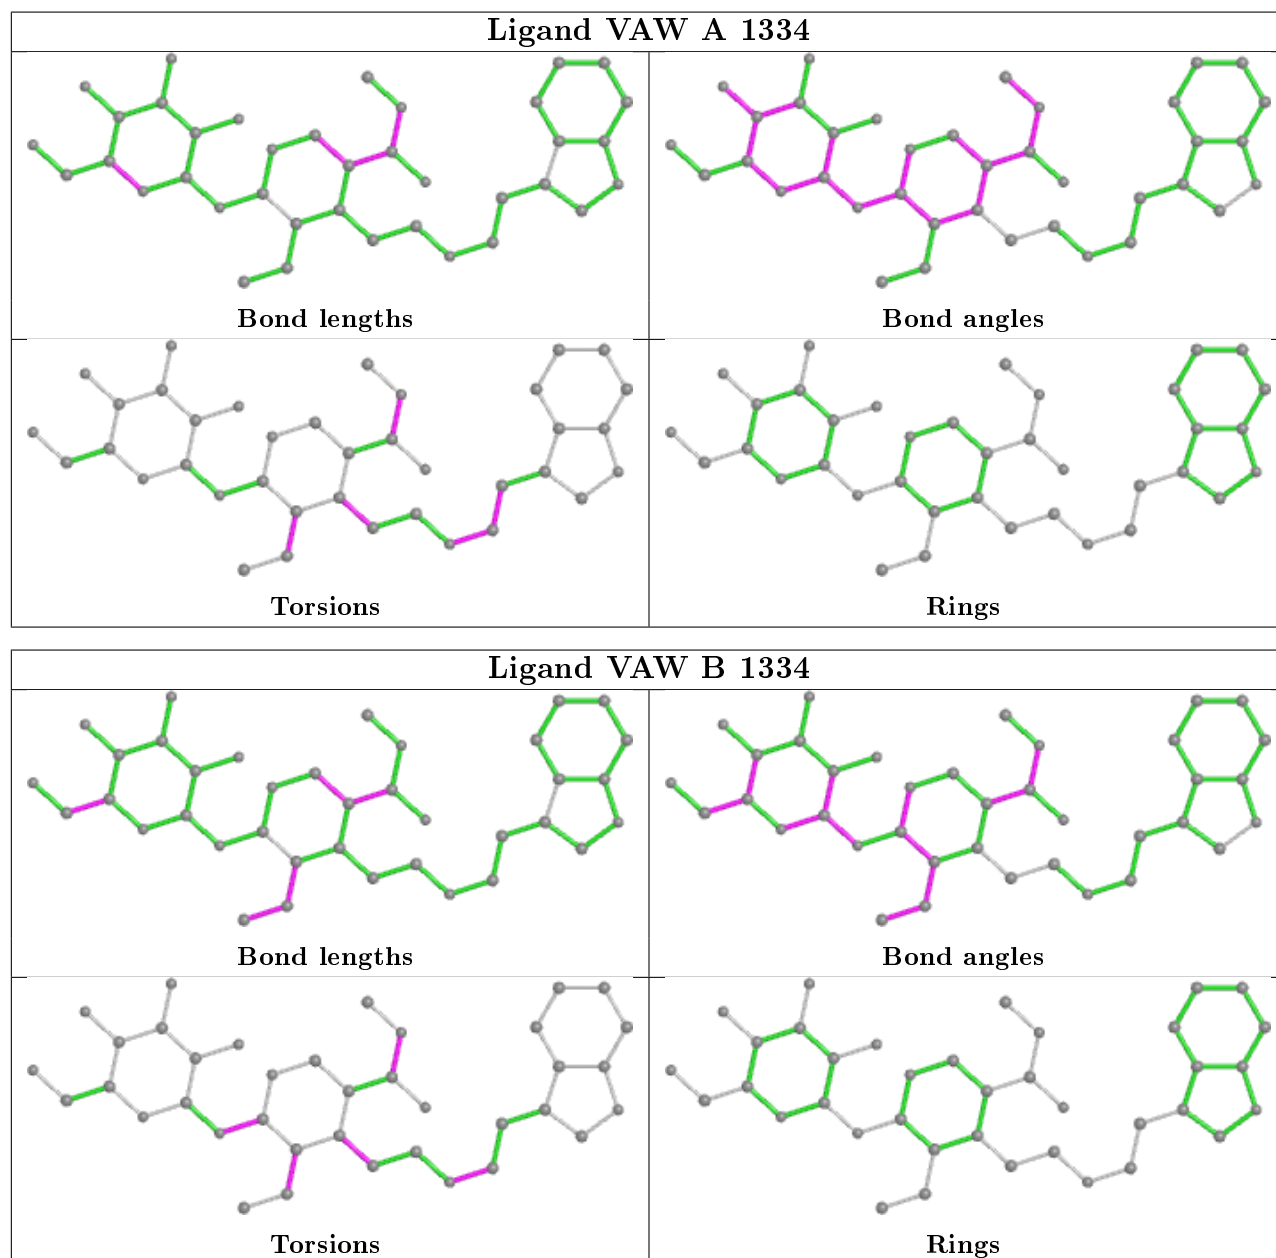 Ligand VAW A 1334
Bond lengths
Bond angles
Torsions
Rings
Ligand VAW B 1334
Bond lengths
Bond angles
Torsions
Rings